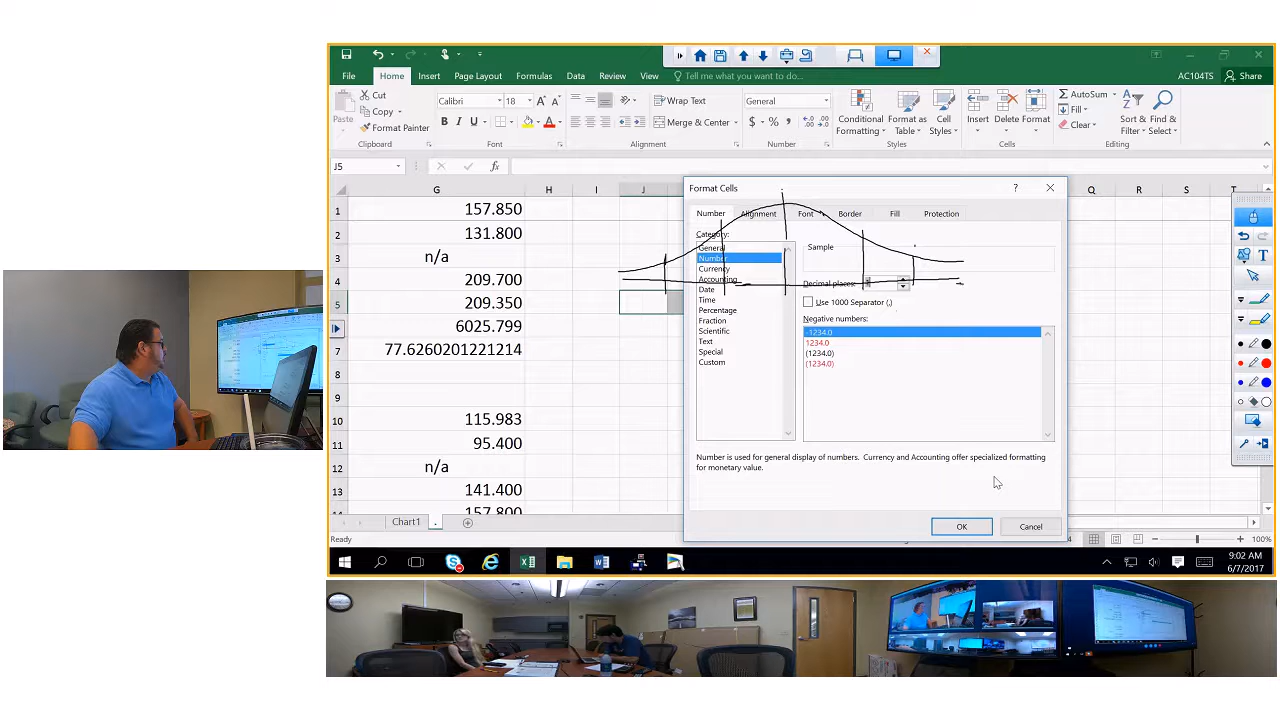 File Home Insert Page Layout Formulas Data Review View Tell me what you want to do... AC104TS Share
Cut
Copy
Format Painter
Paste
Calibri 18
B I U
Wrap Text
Merge & Center
General
$ % ,
Conditional Formatting
Format as Table
Cell Styles
Insert Delete Format
AutoSum
Fill
Clear
Sort & Filter
Find & Select
Clipboard Font Alignment Number Styles Cells Editing
J5 fx
G H I J Q R S T
1 157.850
2 131.800
3 n/a
4 209.700
5 209.350
6025.799
7 77.6260201221214
8
9
10 115.983
11 95.400
12 n/a
13 141.400
14 157.800
Format Cells ?
Number Alignment Font Border Fill Protection
Category:
General
Number
Currency
Accounting
Date
Time
Percentage
Fraction
Scientific
Text
Special
Custom
Sample
Decimal places:
Use 1000 Separator (,)
Negative numbers:
-1234.0
1234.0
(1234.0)
(1234.0)
Number is used for general display of numbers. Currency and Accounting offer specialized formatting
for monetary value.
OK Cancel
Chart1 .
Ready 100%
9:02 AM
6/7/2017